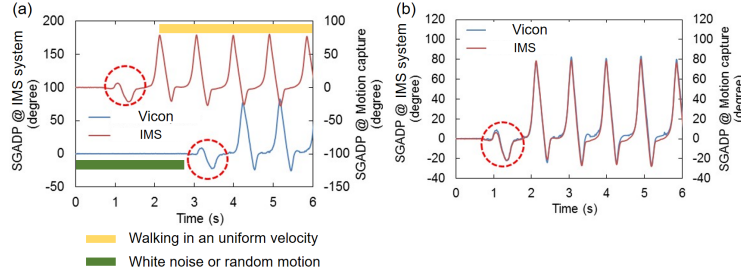 (a)
SGADP @ IMS system
(degree)
200
150
100
50
0
-50
Vicon
IMS
100
50
0
-50
-100
-150
SGADP @ Motion capture
(degree)
0 1 2 3 4 5 6
Time (s)
Walking in an uniform velocity
White noise or random motion
(b)
SGADP @ IMS system
(degree)
120
100
80
60
40
20
0
-20
-40
Vicon
IMS
120
100
80
60
40
20
0
-20
-40
SGADP @ Motion capture
(degree)
0 1 2 3 4 5 6
Time (s)